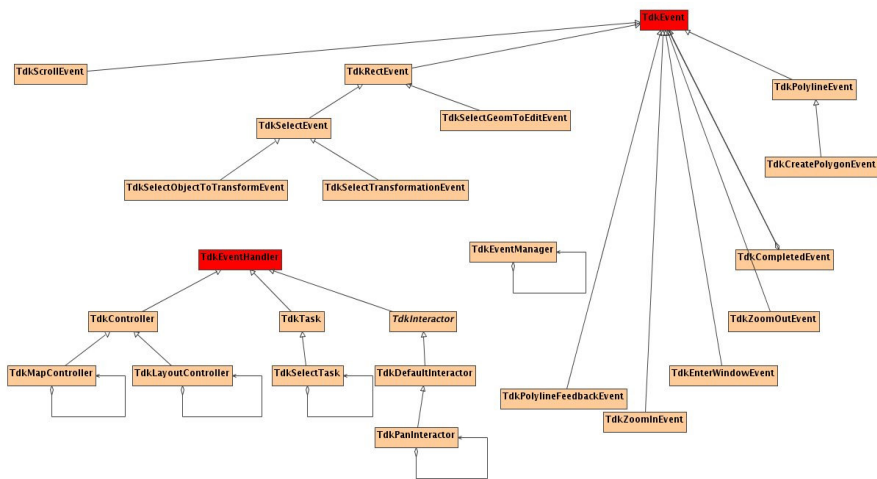 TdkEvent
TdkScrollEvent
TdkRectEvent
TdkPolylineEvent
TdkSelectGeomToEditEvent
TdkSelectEvent
TdkCreatePolygonEvent
TdkSelectObjectToTransformEvent
TdkSelectTransformationEvent
TdkEventManager
TdkEventHandler
TdkCompletedEvent
TdkController
TdkTask
TdkInteractor
TdkZoomOutEvent
TdkMapController
TdkLayoutController
TdkSelectTask
TdkDefaultInteractor
TdkEnterWindowEvent
TdkPolylineFeedbackEvent
TdkZoomInEvent
TdkPanInteractor